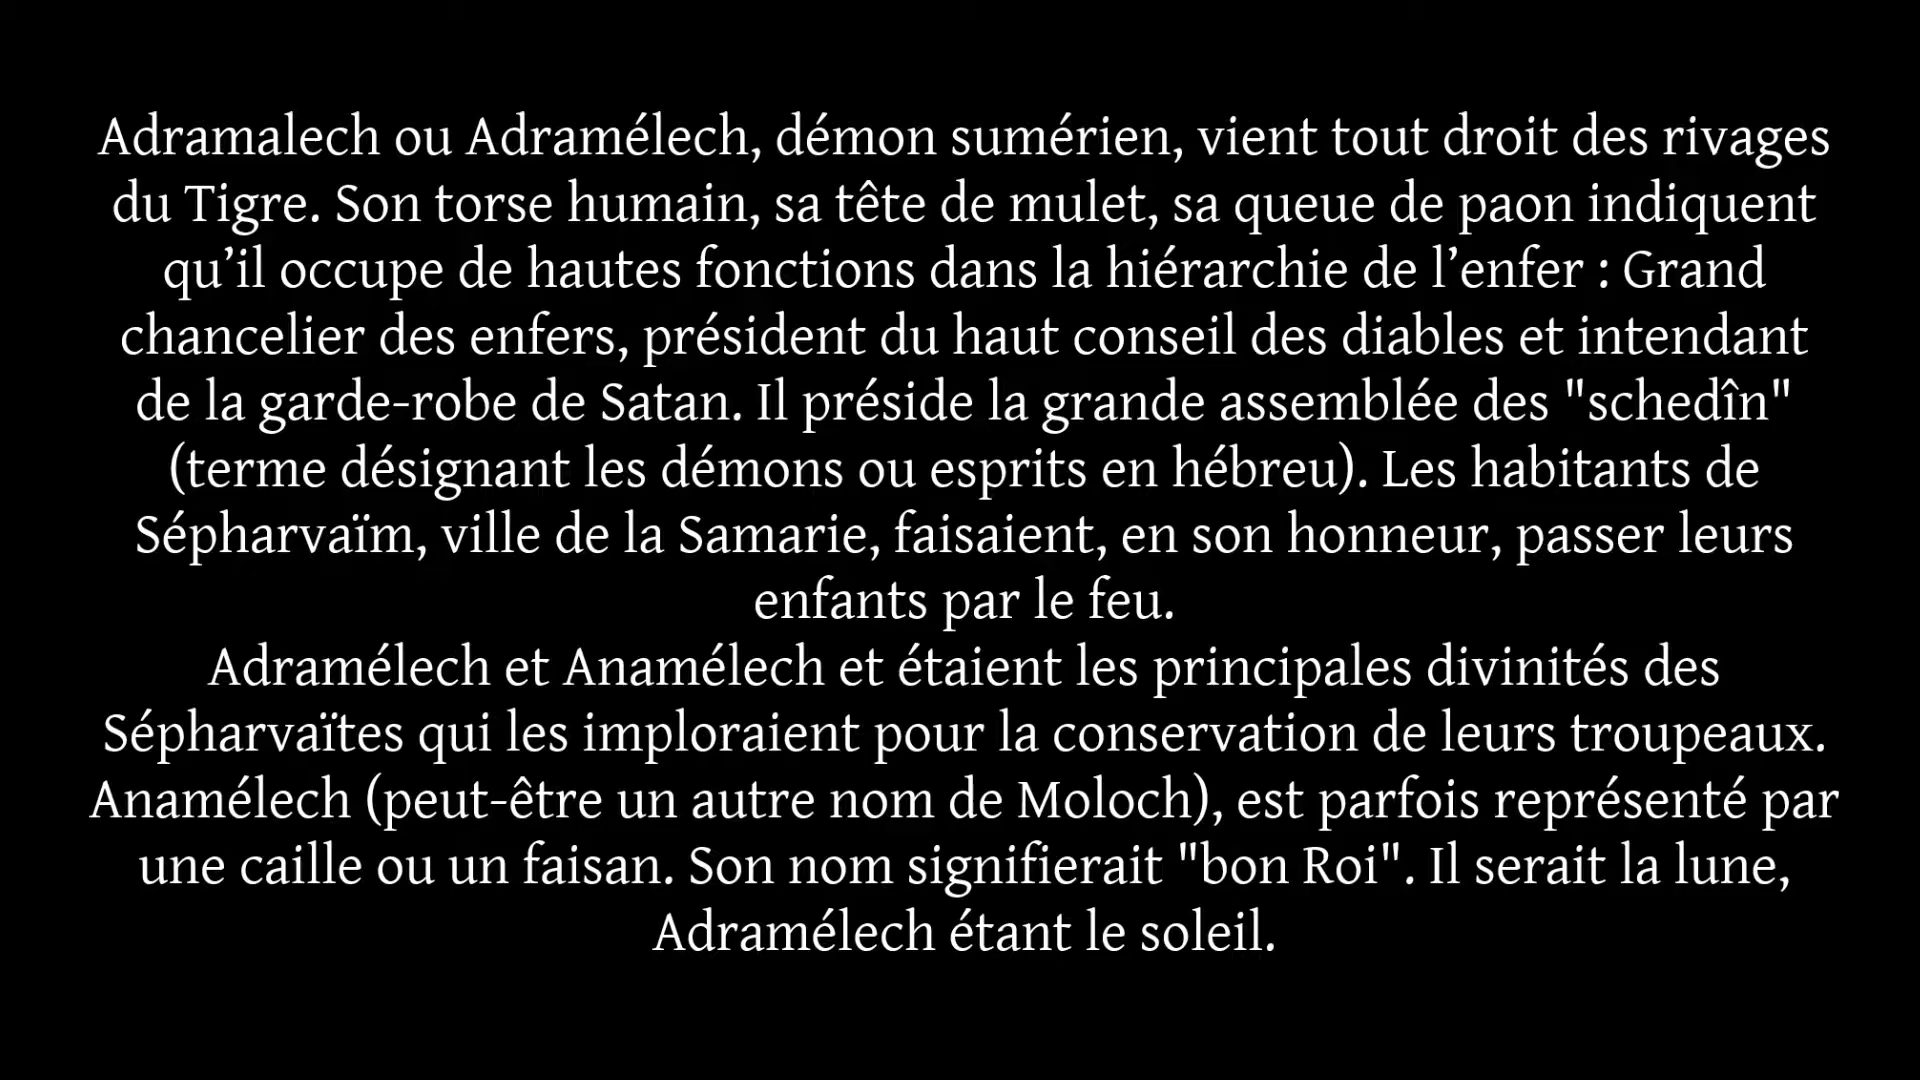 Adramalech ou Adramélech, démon sumérien, vient tout droit des rivages
du Tigre. Son torse humain, sa tête de mulet, sa queue de paon indiquent
qu’il occupe de hautes fonctions dans la hiérarchie de l’enfer : Grand
chancelier des enfers, président du haut conseil des diables et intendant
de la garde-robe de Satan. Il préside la grande assemblée des "schedîn"
(terme désignant les démons ou esprits en hébreu). Les habitants de
Sépharvaïm, ville de la Samarie, faisaient, en son honneur, passer leurs
enfants par le feu.
Adramélech et Anamélech et étaient les principales divinités des
Sépharvaïtes qui les imploraient pour la conservation de leurs troupeaux.
Anamélech (peut-être un autre nom de Moloch), est parfois représenté par
une caille ou un faisan. Son nom signifierait "bon Roi". Il serait la lune,
Adramélech étant le soleil.